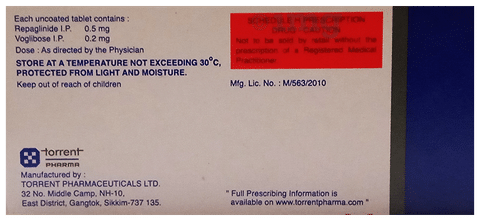 Each uncoated tablet contains :
Repaglinide I.P. 0.5 mg
Voglibose I.P. 0.2 mg
Dose : As directed by the Physician
STORE AT A TEMPERATURE NOT EXCEEDING 30°C,
PROTECTED FROM LIGHT AND MOISTURE.
Keep out of reach of children
SCHEDULE H PRESCRIPTION
DRUG - CAUTION
Not to be sold by retail without the
prescription of a Registered Medical
Practitioner
Mfg. Lic. No. : M/563/2010
torrent
PHARMA
Manufactured by :
TORRENT PHARMACEUTICALS LTD.
32 No. Middle Camp, NH-10,
East District, Gangtok, Sikkim-737 135.
* Full Prescribing Information is
available on www.torrentpharma.com *